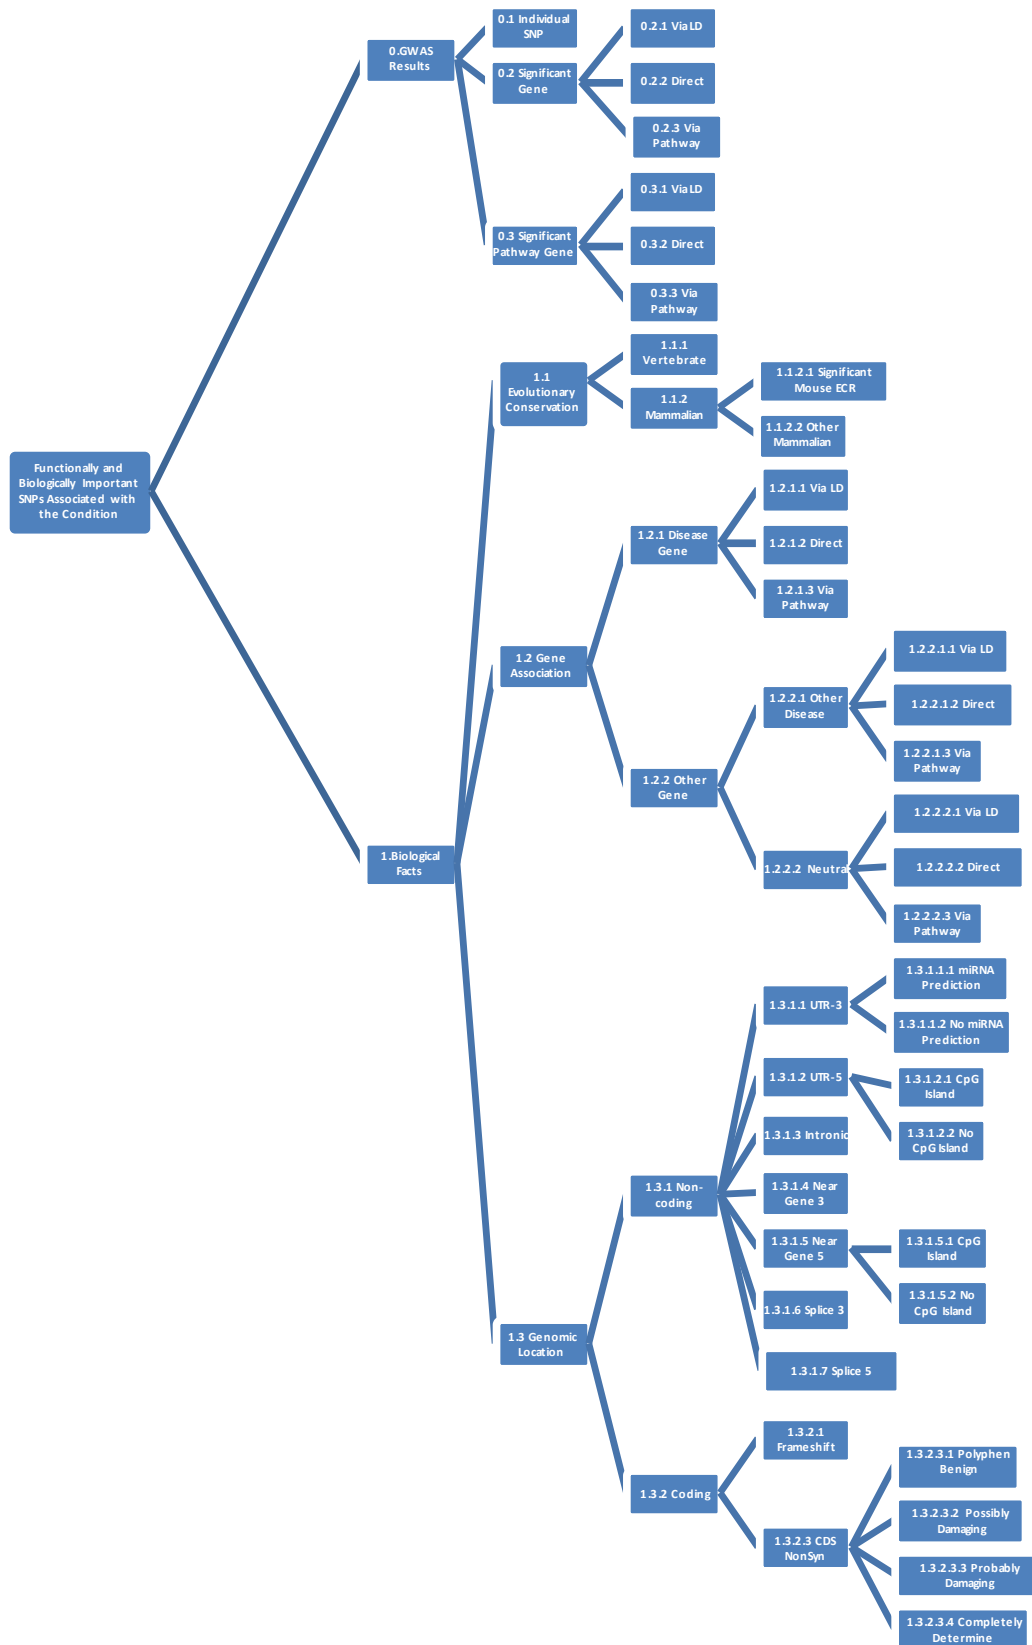 0.1 Individual
SNP
0.2.1 Via LD
0.GWAS
Results
0.2 Significant
Gene
0.2.2 Direct
0.2.3 Via
Pathway
0.3.1 Via LD
0.3 Significant
Pathway Gene
0.3.2 Direct
0.3.3 Via
Pathway
1.1.1
Vertebrate
1.1
Evolutionary
Conservation
1.1.2
Mammalian
1.1.2.1 Significant
Mouse ECR
1.1.2.2 Other
Mammalian
Functionally and
Biologically Important
SNPs Associated with
the Condition
1.2.1.1 Via LD
1.2.1 Disease
Gene
1.2.1.2 Direct
1.2.1.3 Via
Pathway
1.2 Gene
Association
1.2.2.1.1 Via LD
1.2.2.1 Other
Disease
1.2.2.1.2 Direct
1.2.2.1.3 Via
Pathway
1.2.2 Other
Gene
1.2.2.2.1 Via LD
1.Biological
Facts
1.2.2.2 Neutral
1.2.2.2.2 Direct
1.2.2.2.3 Via
Pathway
1.3.1.1.1 miRNA
Prediction
1.3.1.1 UTR-3
1.3.1.1.2 No miRNA
Prediction
1.3.1.2 UTR-5
1.3.1.2.1 CpG
Island
1.3.1.2.2 No
CpG Island
1.3.1.3 Intronic
1.3.1 Non-
coding
1.3.1.4 Near
Gene 3
1.3.1.5 Near
Gene 5
1.3.1.5.1 CpG
Island
1.3.1.5.2 No
CpG Island
1.3.1.6 Splice 3
1.3 Genomic
Location
1.3.1.7 Splice 5
1.3.2.1
Frameshift
1.3.2 Coding
1.3.2.3.1 Polyphen
Benign
1.3.2.3.2 Possibly
Damaging
1.3.2.3 CDS
NonSyn
1.3.2.3.3 Probably
Damaging
1.3.2.3.4 Completely
Determine